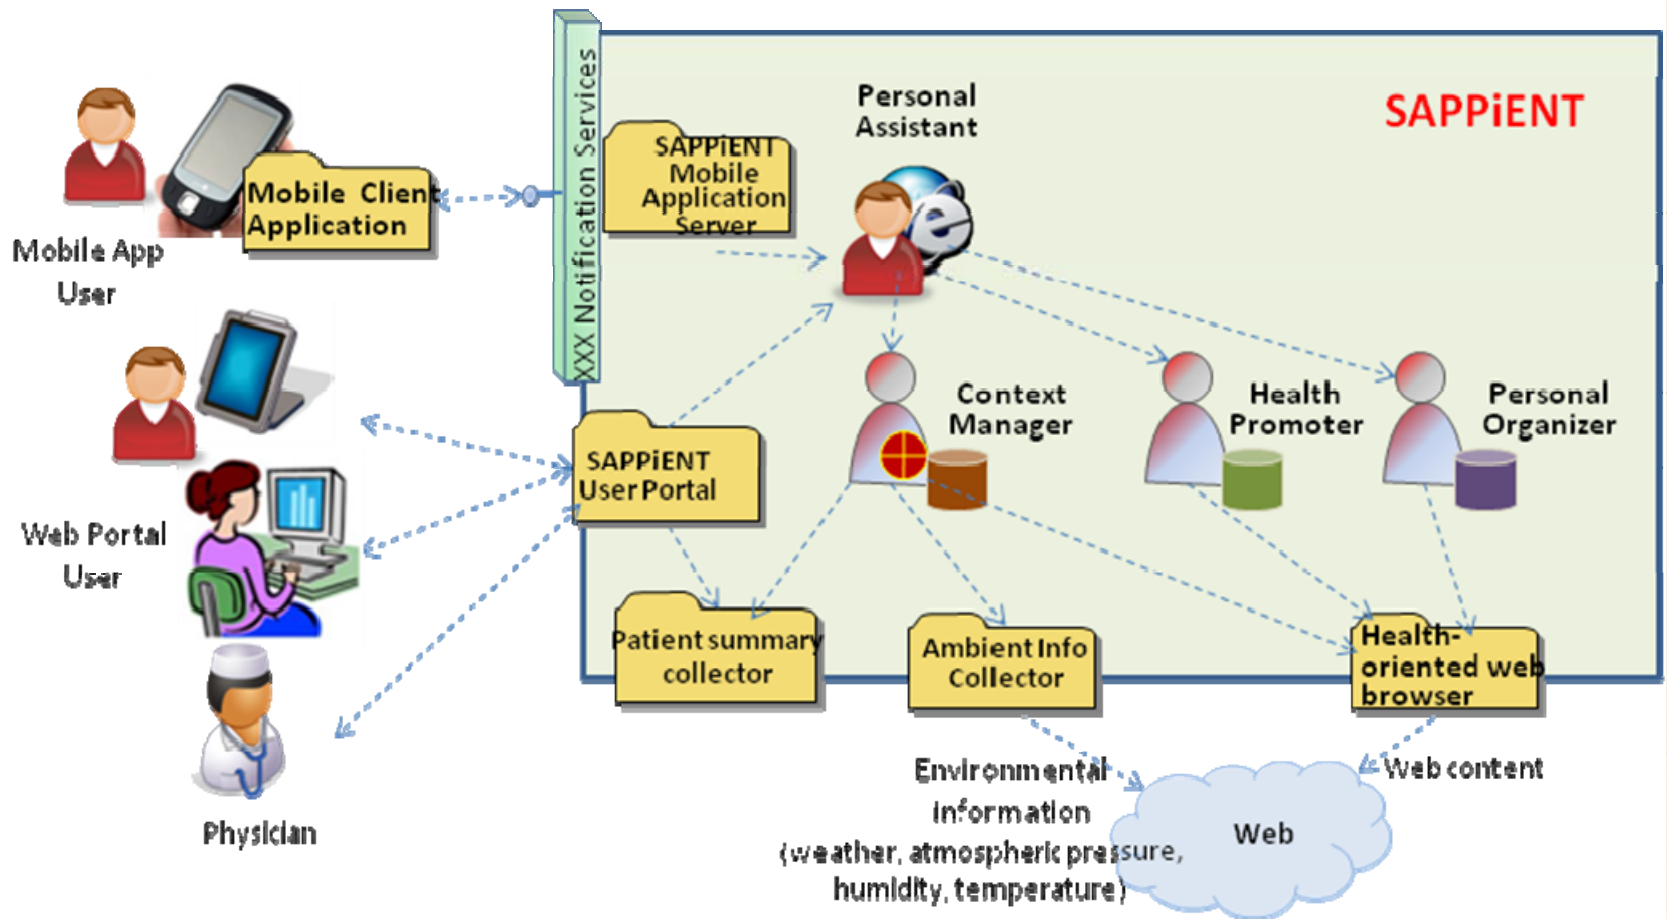 SAPPiENT
XXX Notification Services
Personal
Assistant
SAPPiENT
Mobile
Application
Server
Mobile Client
Application
Mobile App
User
Context
Manager
Health
Promoter
Personal
Organizer
SAPPiENT
User Portal
Web Portal
User
Patient summary
collector
Ambient Info
Collector
Health-
oriented web
browser
Physician
Environmental
information
(weather, atmospheric pressure,
humidity, temperature)
Web content
Web